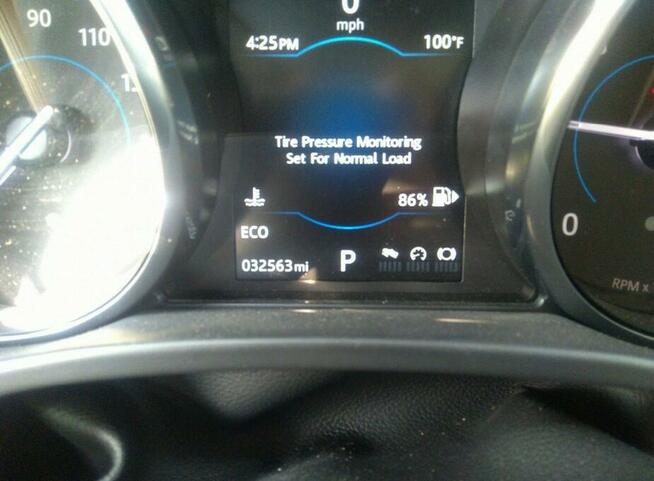 90
110
0
mph
4:25PM 100°F
Tire Pressure Monitoring
Set For Normal Load
86%
ECO
032563mi P
0
RPM x